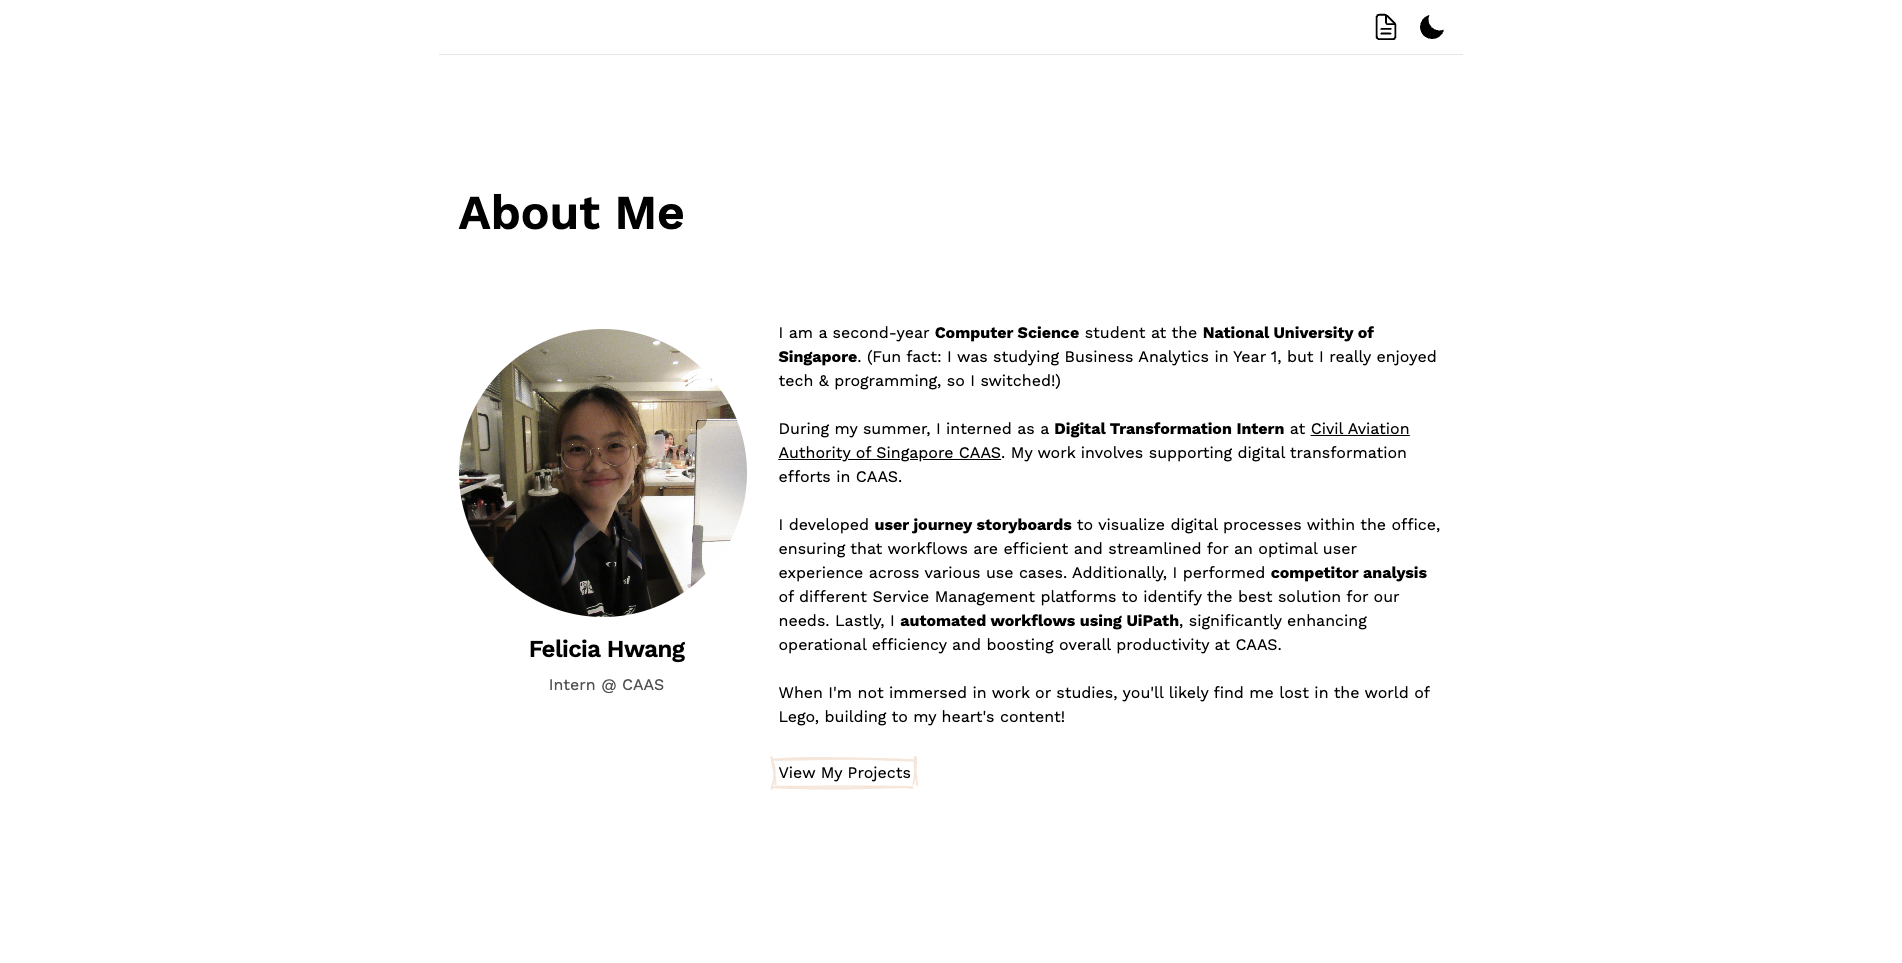 About Me
Felicia Hwang
Intern @ CAAS
I am a second-year Computer Science student at the National University of
Singapore. (Fun fact: I was studying Business Analytics in Year 1, but I really enjoyed
tech & programming, so I switched!)
During my summer, I interned as a Digital Transformation Intern at Civil Aviation
Authority of Singapore CAAS. My work involves supporting digital transformation
efforts in CAAS.
I developed user journey storyboards to visualize digital processes within the office,
ensuring that workflows are efficient and streamlined for an optimal user
experience across various use cases. Additionally, I performed competitor analysis
of different Service Management platforms to identify the best solution for our
needs. Lastly, I automated workflows using UiPath, significantly enhancing
operational efficiency and boosting overall productivity at CAAS.
When I'm not immersed in work or studies, you'll likely find me lost in the world of
Lego, building to my heart's content!
View My Projects